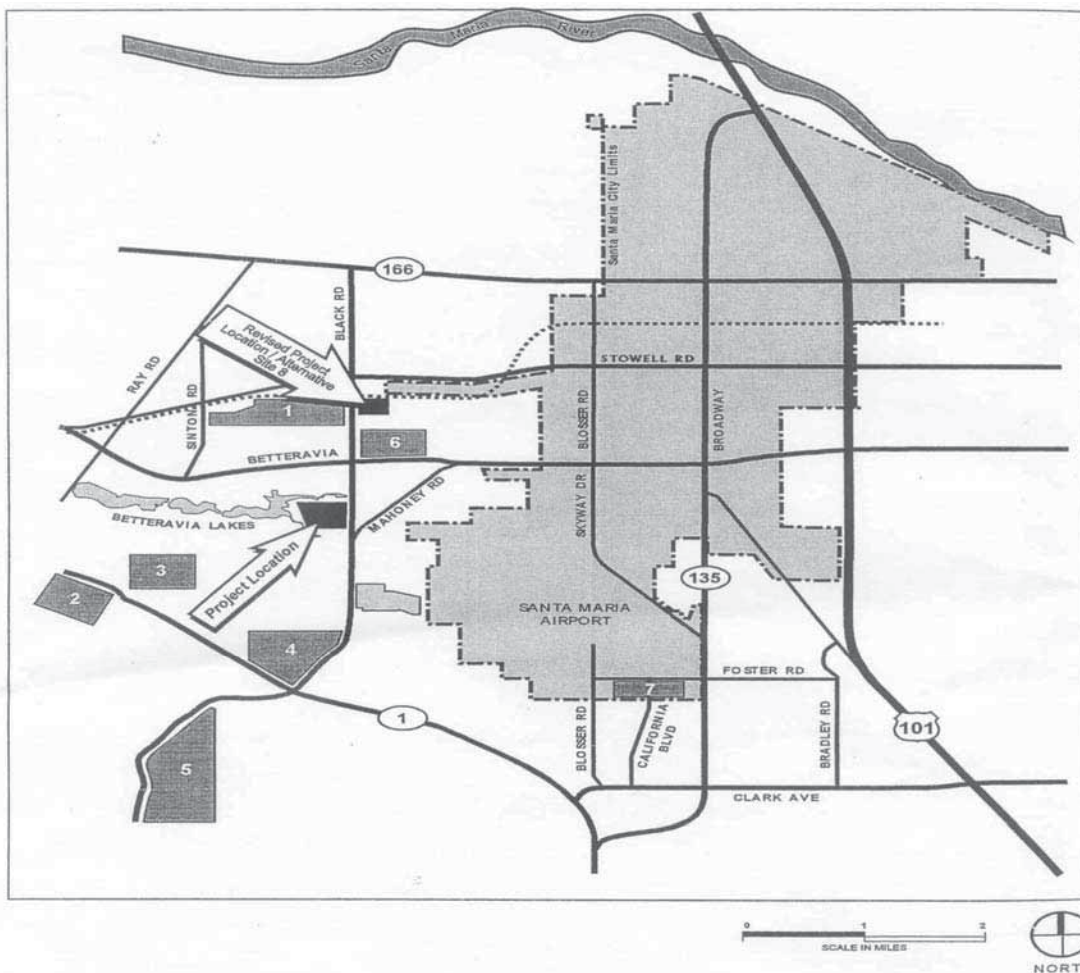 Santa Maria River
Santa Maria City Limits
166
BLACK RD
RAY RD
Revised Project
Location / Alternative
Site 8
STOWELL RD
SINTON RD
1
6
BLOSSER RD
BROADWAY
BETTERAVIA
MAHONEY RD
SKYWAY DR
BETTERAVIA LAKES
3
Project Location
2
135
SANTA MARIA
AIRPORT
4
FOSTER RD
7
1
BLOSSER RD
CALIFORNIA
BLVD
BRADLEY RD
101
5
CLARK AVE
0 1 2
SCALE IN MILES
NORT